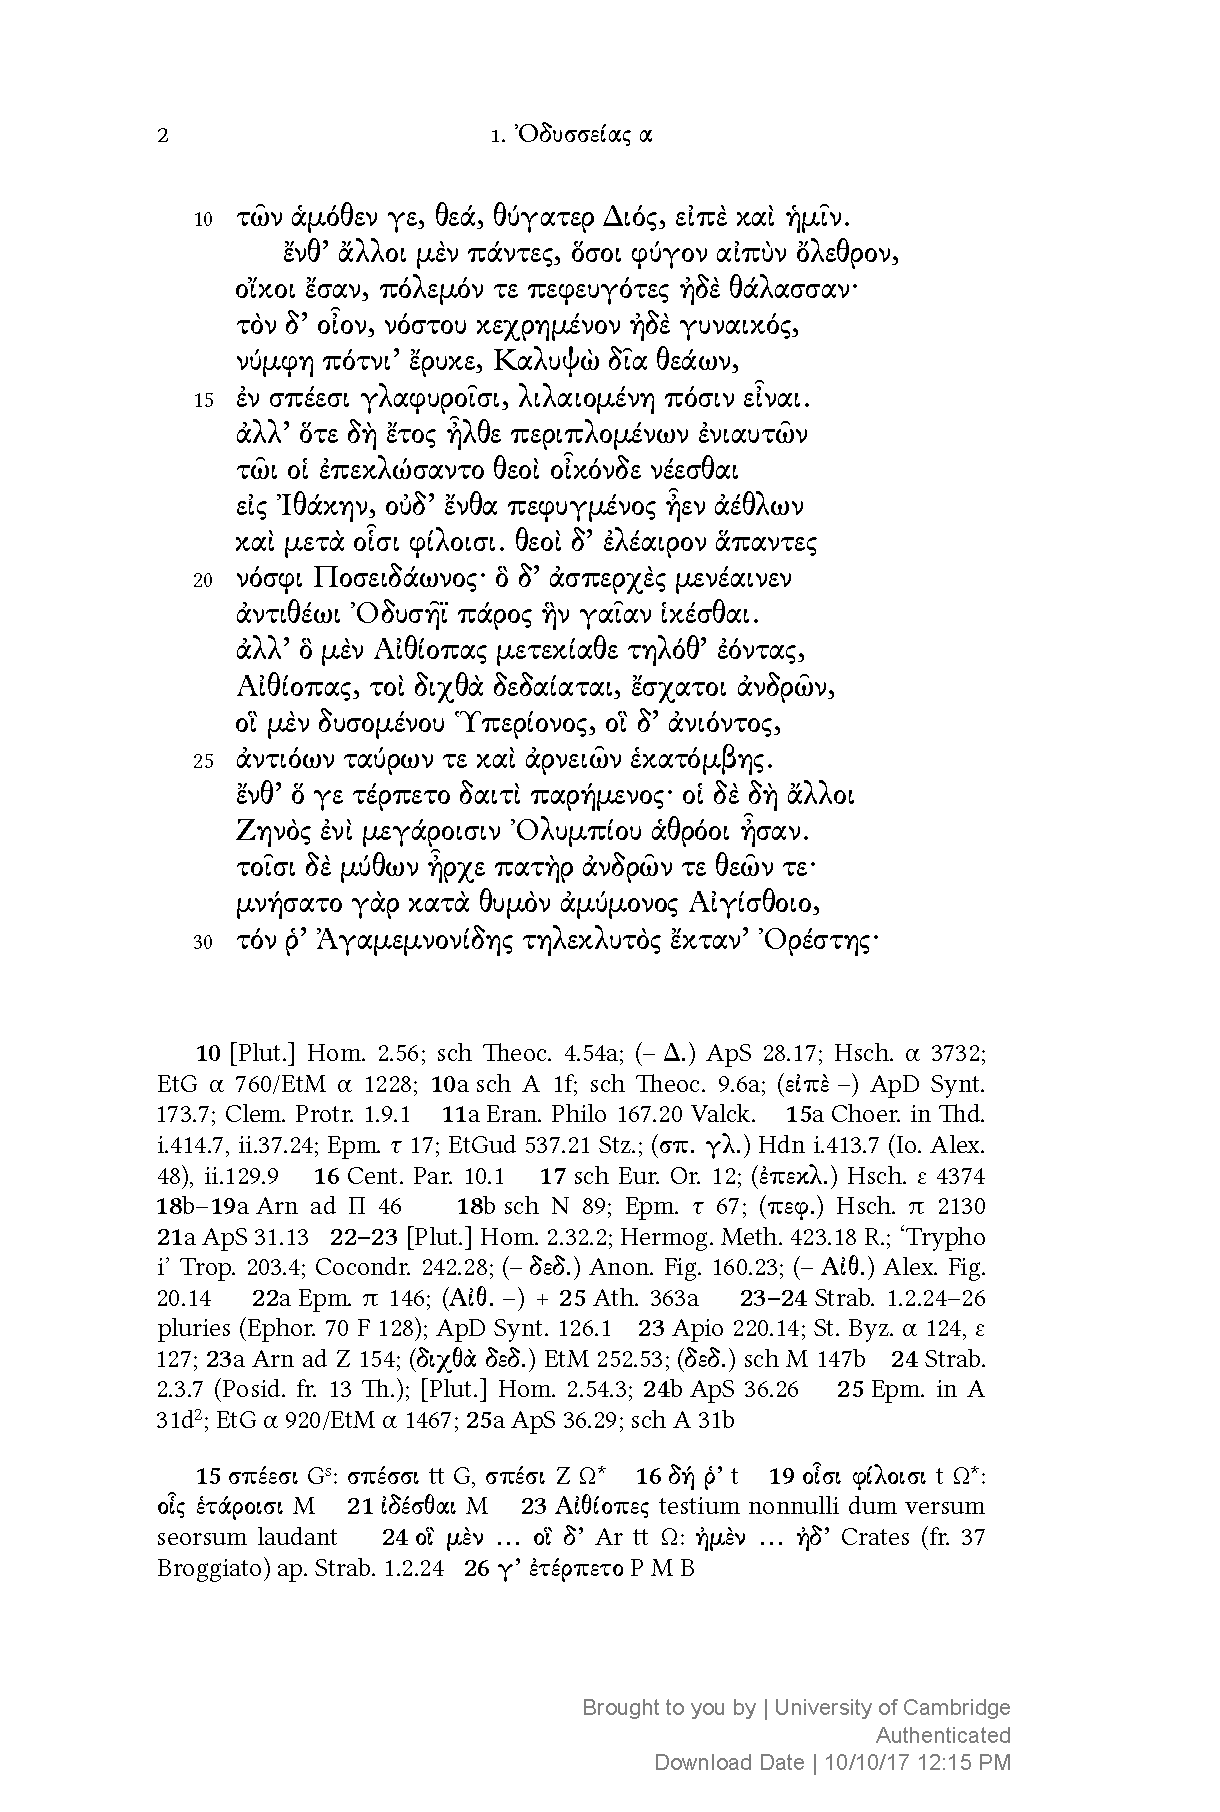 2 1. Ὀδυσσείας α
10 τῶν ἁμόθεν γε, θεά, θύγατερ Διός, εἰπὲ καὶ ἡμῖν.
ἔνθ’ ἄλλοι μὲν πάντες, ὅσοι φύγον αἰπὺν ὄλεθρον,
οἴκοι ἔσαν, πόλεμόν τε πεφευγότες ἠδὲ θάλασσαν·
τὸν δ’ οἶον, νόστου κεχρημένον ἠδὲ γυναικός,
νύμφη πότνι’ ἔρυκε, Καλυψὼ δῖα θεάων,
15 ἐν σπέεσι γλαφυροῖσι, λιλαιομένη πόσιν εἶναι.
ἀλλ’ ὅτε δὴ ἔτος ἦλθε περιπλομένων ἐνιαυτῶν
τῶι οἱ ἐπεκλώσαντο θεοὶ οἶκόνδε νέεσθαι
εἰς Ἰθάκην, οὐδ’ ἔνθα πεφυγμένος ἦεν ἀέθλων
καὶ μετὰ οἷσι φίλοισι. θεοὶ δ’ ἐλέαιρον ἅπαντες
20 νόσφι Ποσειδάωνος· ὃ δ’ ἀσπερχὲς μενέαινεν
ἀντιθέωι Ὀδυσῆϊ πάρος ἣν γαῖαν ἱκέσθαι.
ἀλλ’ ὃ μὲν Αἰθίοπας μετεκίαθε τηλόθ’ ἐόντας,
Αἰθίοπας, τοὶ διχθὰ δεδαίαται, ἔσχατοι ἀνδρῶν,
οἳ μὲν δυσομένου Ὑπερίονος, οἳ δ’ ἀνιόντος,
25 ἀντιόων ταύρων τε καὶ ἀρνειῶν ἑκατόμβης.
ἔνθ’ ὅ γε τέρπετο δαιτὶ παρήμενος· οἱ δὲ δὴ ἄλλοι
Ζηνὸς ἐνὶ μεγάροισιν Ὀλυμπίου ἁθρόοι ἦσαν.
τοῖσι δὲ μύθων ἦρχε πατὴρ ἀνδρῶν τε θεῶν τε·
μνήσατο γὰρ κατὰ θυμὸν ἀμύμονος Αἰγίσθοιο,
30 τόν ῥ’ Ἀγαμεμνονίδης τηλεκλυτὸς ἔκταν’ Ὀρέστης·
10 [Plut.] Hom. 2.56; sch Theoc. 4.54a; (– Δ.) ApS 28.17; Hsch. α 3732;
EtG α 760/EtM α 1228; 10a sch A 1f; sch Theoc. 9.6a; (εἰπὲ –) ApD Synt.
173.7; Clem. Protr. 1.9.1 11a Eran. Philo 167.20 Valck. 15a Choer. in Thd.
i.414.7, ii.37.24; Epm. τ 17; EtGud 537.21 Stz.; (σπ. γλ.) Hdn i.413.7 (Io. Alex.
48), ii.129.9 16 Cent. Par. 10.1 17 sch Eur. Or. 12; (ἐπεκλ.) Hsch. ε 4374
18b–19a Arn ad Π 46 18b sch N 89; Epm. τ 67; (πεφ.) Hsch. π 2130
21a ApS 31.13 22–23 [Plut.] Hom. 2.32.2; Hermog. Meth. 423.18 R.; ‘Trypho
i’ Trop. 203.4; Cocondr. 242.28; (– δεδ.) Anon. Fig. 160.23; (– Αἰθ.) Alex. Fig.
20.14 22a Epm. π 146; (Αἰθ. –) + 25 Ath. 363a 23–24 Strab. 1.2.24–26
pluries (Ephor. 70 F 128); ApD Synt. 126.1 23 Apio 220.14; St. Byz. α 124, ε
127; 23a Arn ad Z 154; (διχθὰ δεδ.) EtM 252.53; (δεδ.) sch M 147b 24 Strab.
2.3.7 (Posid. fr. 13 Th.); [Plut.] Hom. 2.54.3; 24b ApS 36.26 25 Epm. in A
31d²; EtG α 920/EtM α 1467; 25a ApS 36.29; sch A 31b
15 σπέεσι Gˢ: σπέσσι tt G, σπέσι Z Ω* 16 δή ῥ’ t 19 οἷσι φίλοισι t Ω*:
οἷς ἑτάροισι M 21 ἰδέσθαι M 23 Αἰθίοπες testium nonnulli dum versum
seorsum laudant 24 οἳ μὲν … οἳ δ’ Ar tt Ω: ἠμὲν … ἠδ’ Crates (fr. 37
Broggiato) ap. Strab. 1.2.24 26 γ’ ἐτέρπετο P M B
Brought to you by | University of Cambridge
Authenticated
Download Date | 10/10/17 12:15 PM